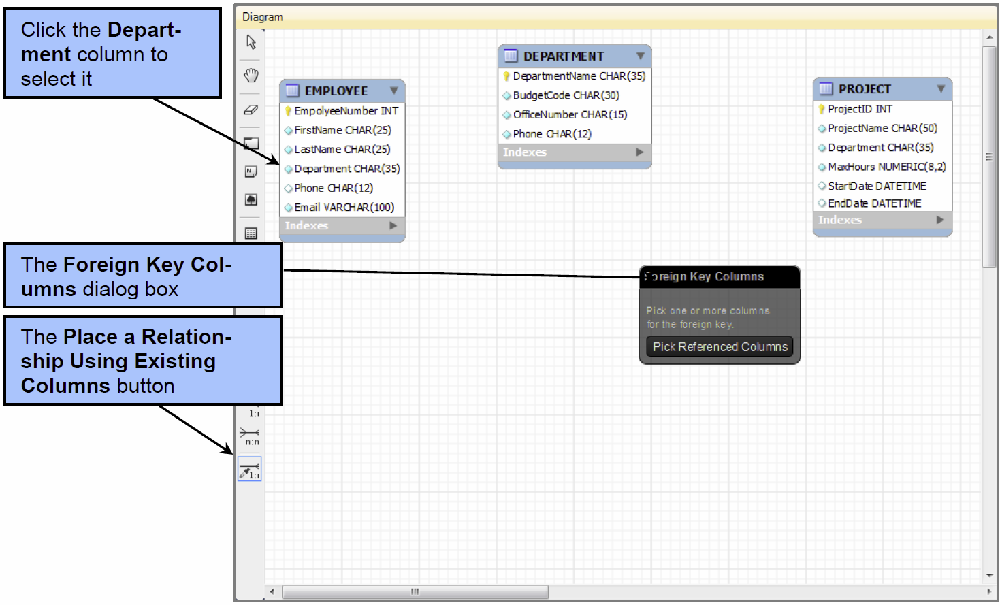 Click the Depart-
ment column to
select it
The Foreign Key Col-
umns dialog box
The Place a Relation-
ship Using Existing
Columns button
Diagram
N
1:
n:n
1:
EMPLOYEE
EmpolyeeNumber INT
FirstName CHAR(25)
LastName CHAR(25)
Department CHAR(35)
Phone CHAR(12)
Email VARCHAR(100)
Indexes
DEPARTMENT
DepartmentName CHAR(35)
BudgetCode CHAR(30)
OfficeNumber CHAR(15)
Phone CHAR(12)
Indexes
PROJECT
ProjectID INT
ProjectName CHAR(50)
Department CHAR(35)
MaxHours NUMERIC(8,2)
StartDate DATETIME
EndDate DATETIME
Indexes
Foreign Key Columns
Pick one or more columns
for the foreign key.
Pick Referenced Columns